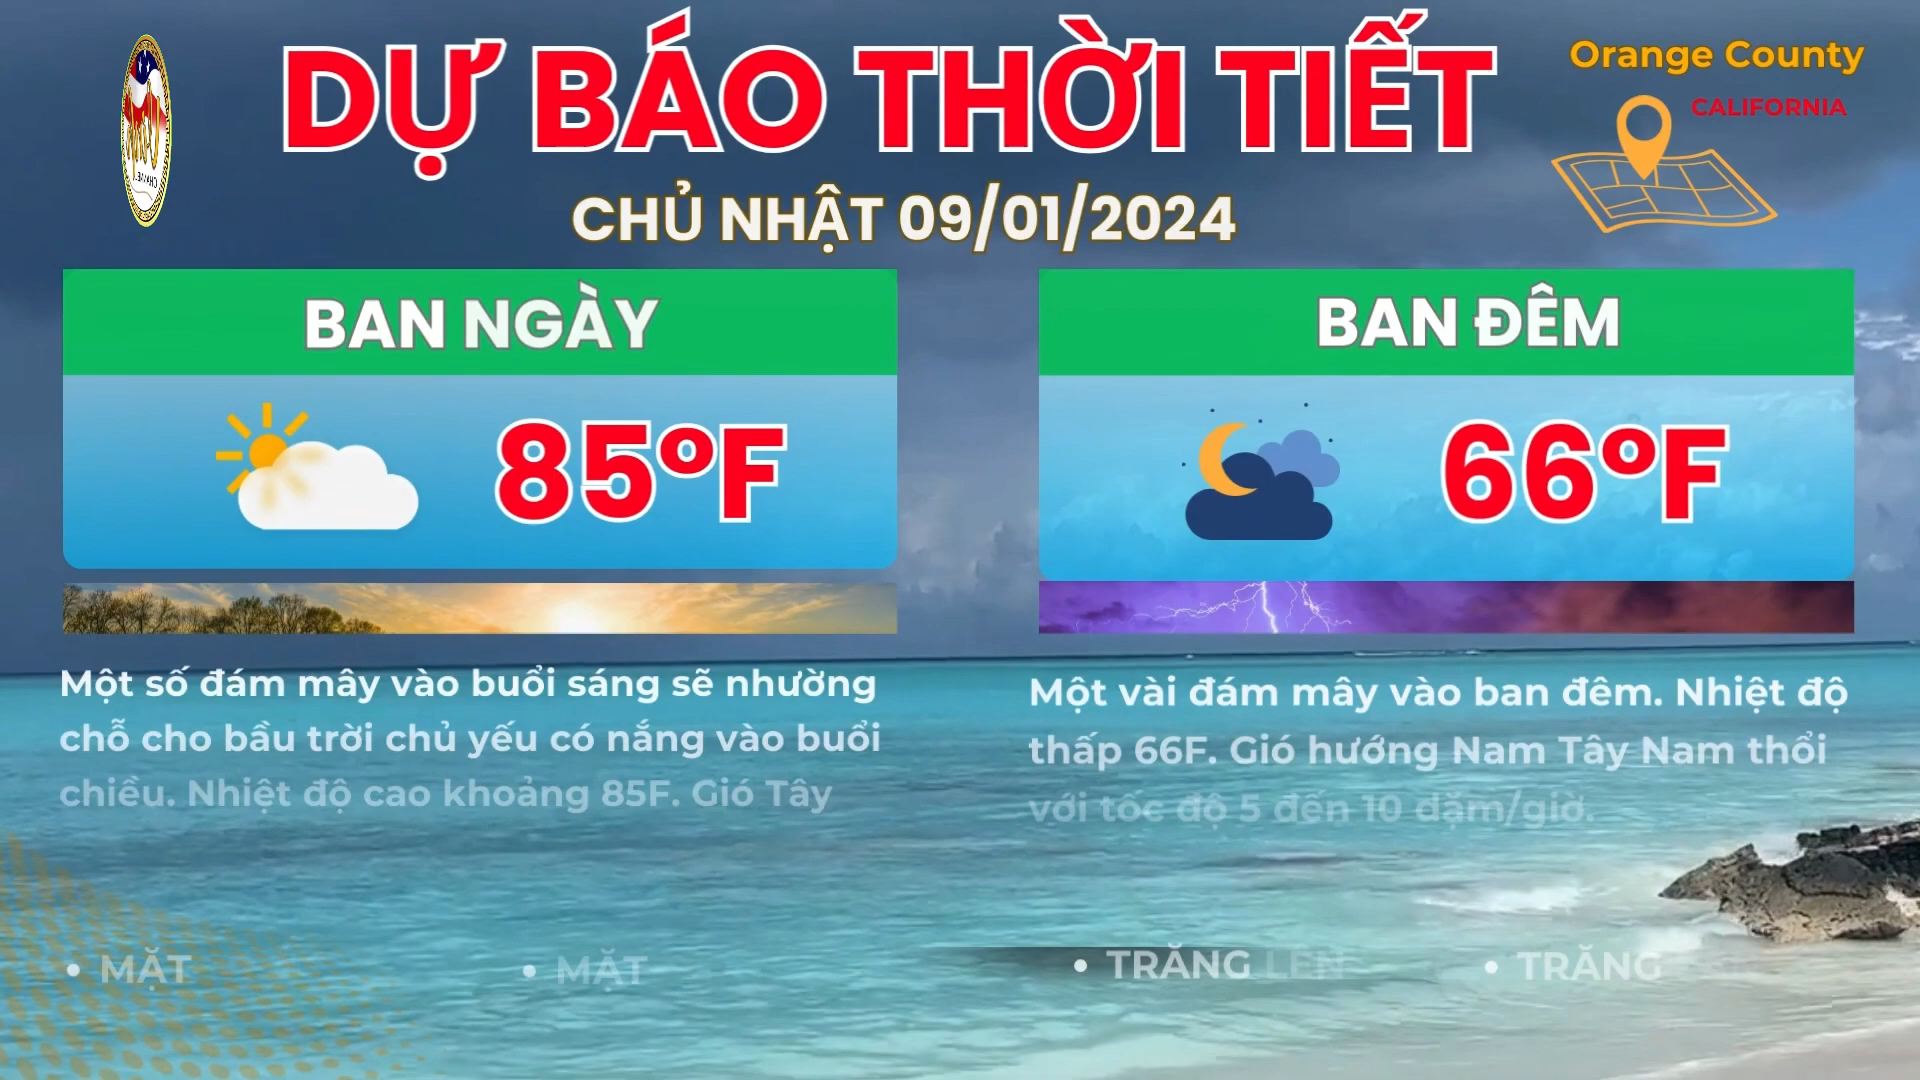 DỰ BÁO THỜI TIẾT
Orange County
CALIFORNIA
CHỦ NHẬT 09/01/2024
BAN NGÀY
85°F
Một số đám mây vào buổi sáng sẽ nhường
chỗ cho bầu trời chủ yếu có nắng vào buổi
chiều. Nhiệt độ cao khoảng 85F. Gió Tây
• MẶT
• MẶT
BAN ĐÊM
66°F
Một vài đám mây vào ban đêm. Nhiệt độ
thấp 66F. Gió hướng Nam Tây Nam thổi
với tốc độ 5 đến 10 dặm/giờ.
• TRĂNG LEN
• TRĂNG